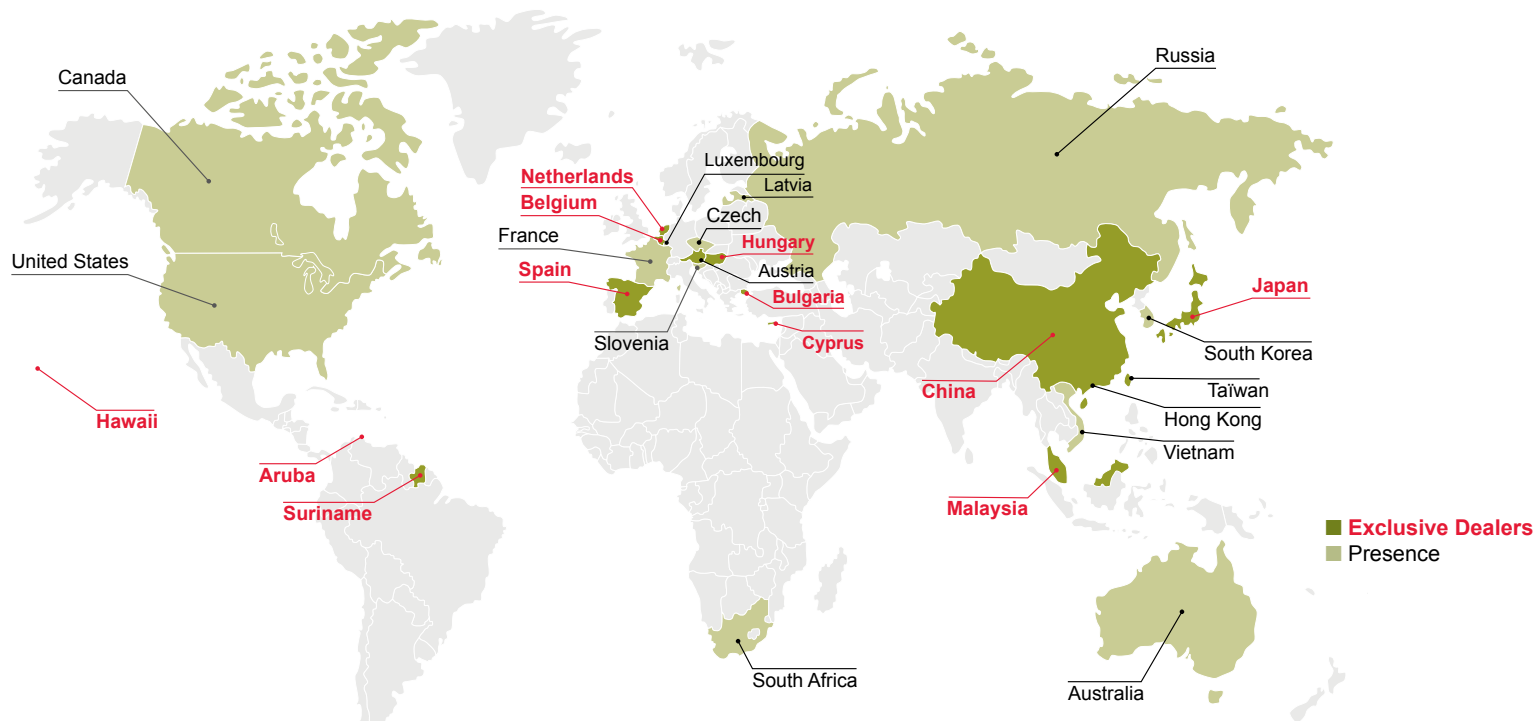 Russia
Canada
Luxembourg
Netherlands
Latvia
Belgium
Czech
France
Hungary
United States
Spain
Austria
Bulgaria
Japan
Slovenia
Cyprus
South Korea
China
Taïwan
Hawaii
Hong Kong
Vietnam
Aruba
Suriname
Malaysia
Exclusive Dealers
Presence
South Africa
Australia